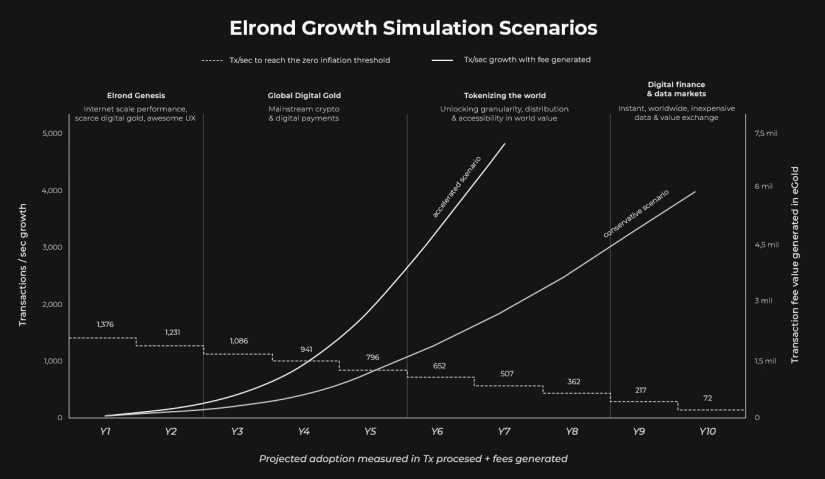 Elrond Growth Simulation Scenarios
Tx/sec to reach the zero inflation threshold
Tx/sec growth with fee generated
Elrond Genesis
Internet scale performance,
scarce digital gold, awesome UX
Global Digital Gold
Mainstream crypto
& digital payments
Tokenizing the world
Unlocking granularity, distribution
& accessibility in world value
Digital finance
& data markets
Instant, worldwide, inexpensive
data & value exchange
Transactions / sec growth
5,000
4,000
3,000
2,000
1,000
0
1,376
1,231
1,086
941
796
652
507
362
217
72
accelerated scenario
conservative scenario
7,5 mil
6 mil
4,5 mil
3 mil
1,5 mil
0
Transaction fee value generated in eGold
Y1
Y2
Y3
Y4
Y5
Y6
Y7
Y8
Y9
Y10
Projected adoption measured in Tx procesed + fees generated